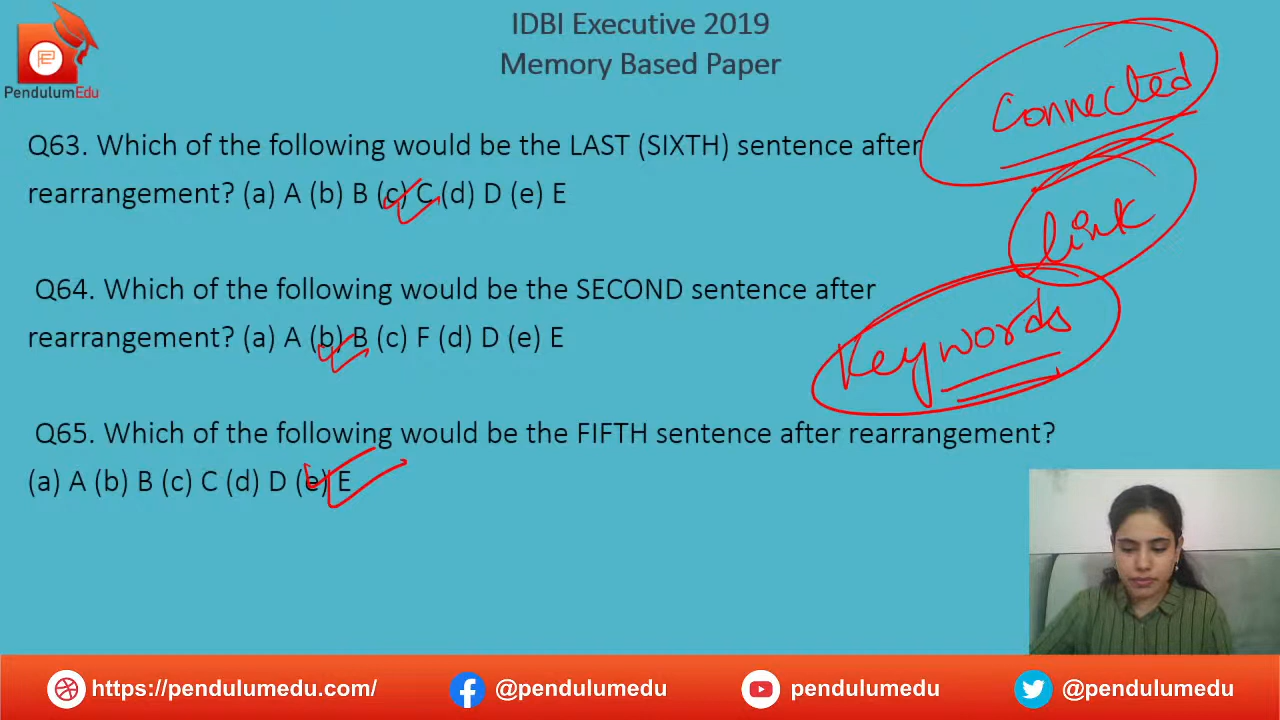 IDBI Executive 2019
Memory Based Paper
PendulumEdu
Q63. Which of the following would be the LAST (SIXTH) sentence after
rearrangement? (a) A (b) B (c) C (d) D (e) E
Q64. Which of the following would be the SECOND sentence after
rearrangement? (a) A (b) B (c) F (d) D (e) E
Q65. Which of the following would be the FIFTH sentence after rearrangement?
(a) A (b) B (c) C (d) D (e) E
Connected
link
Keywords
https://pendulumedu.com/
@pendulumedu
pendulumedu
@pendulumedu